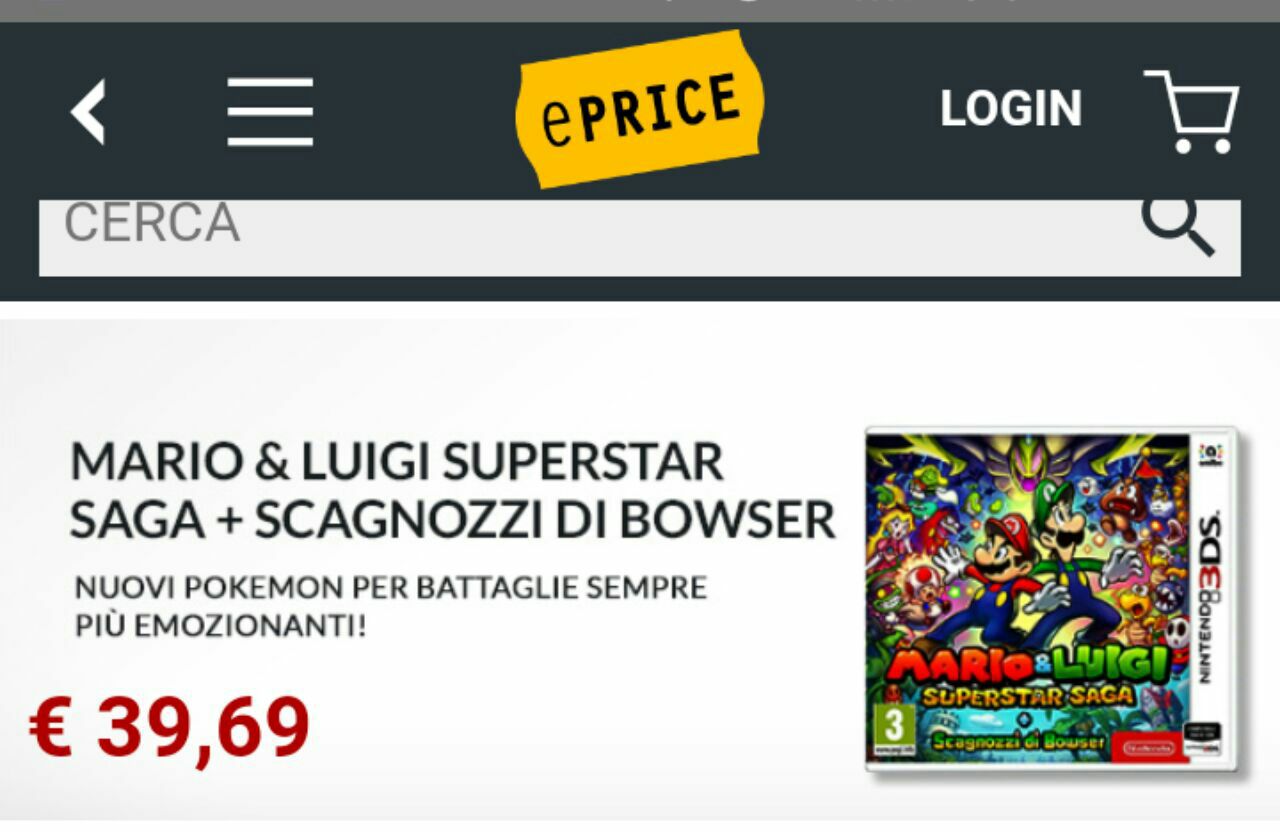 ePRICE
LOGIN
CERCA
MARIO & LUIGI SUPERSTAR
SAGA + SCAGNOZZI DI BOWSER
NUOVI POKEMON PER BATTAGLIE SEMPRE
PIÙ EMOZIONANTI!
€ 39,69
MARIO & LUIGI
SUPERSTAR SAGA
+
Scagnozzi di Bowser
3
Nintendo
NINTENDO 3DS.